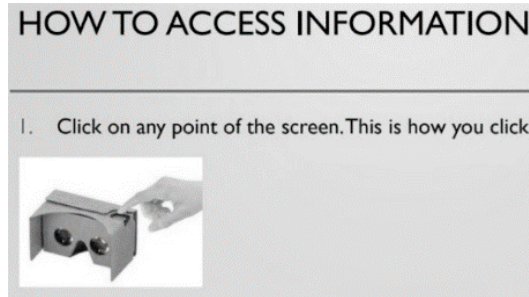 HOW TO ACCESS INFORMATION
1. Click on any point of the screen. This is how you click